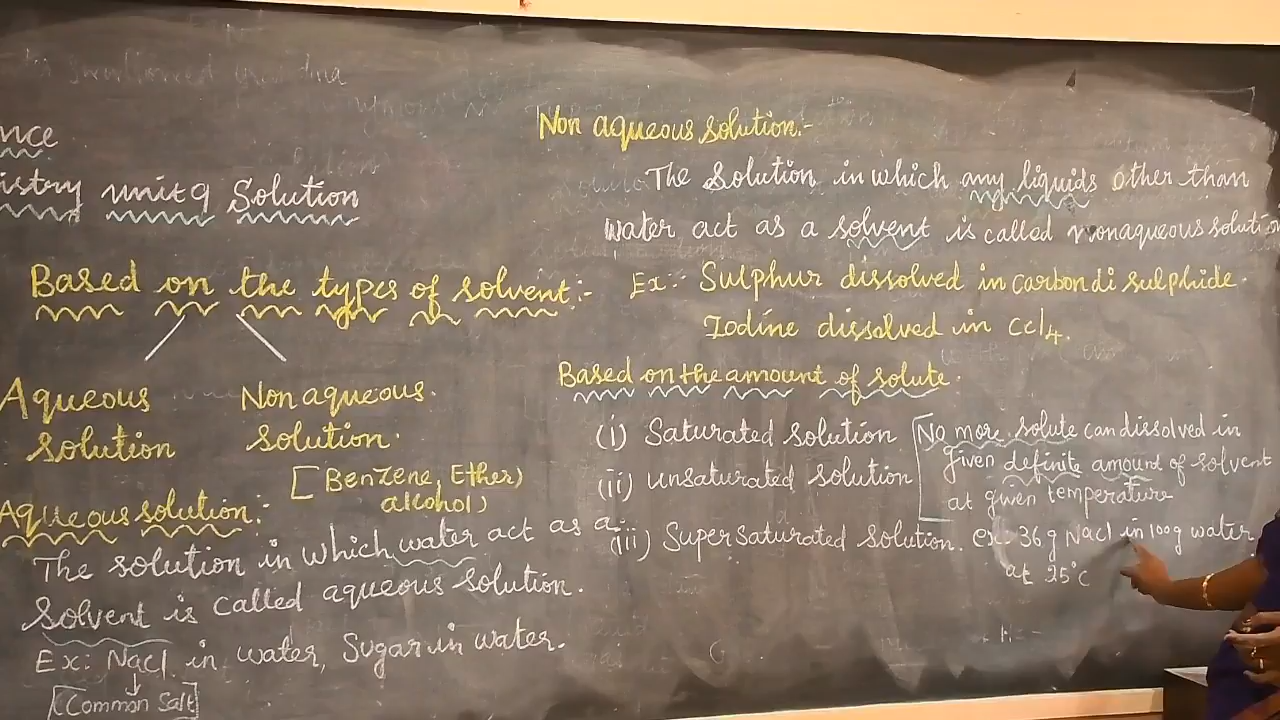 nce
istry unit 9 Solution
Based on the types of solvent:-
Aqueous solution
Non aqueous. solution.
[Benzene, Ether) alcohol)
Aqueous solution:-
The solution in which water act as a
Solvent is called aqueous solution.
Ex: Nacl in water, Sugar in water.
[Common Salt]
Non aqueous solution:-
The Solution in which any liquids other than
water act as a solvent is called nonaqueous solution
Ex:- Sulphur dissolved in carbondi sulphide.
Iodine dissolved in CCl4.
Based on the amount of solute.
(i) Saturated solution
No more solute can dissolved in
given definite amount of solvent
at given temperature
(ii) unsaturated solution
(iii) Super saturated solution.
ex: 36 g Nacl in 100g water
at 25°C